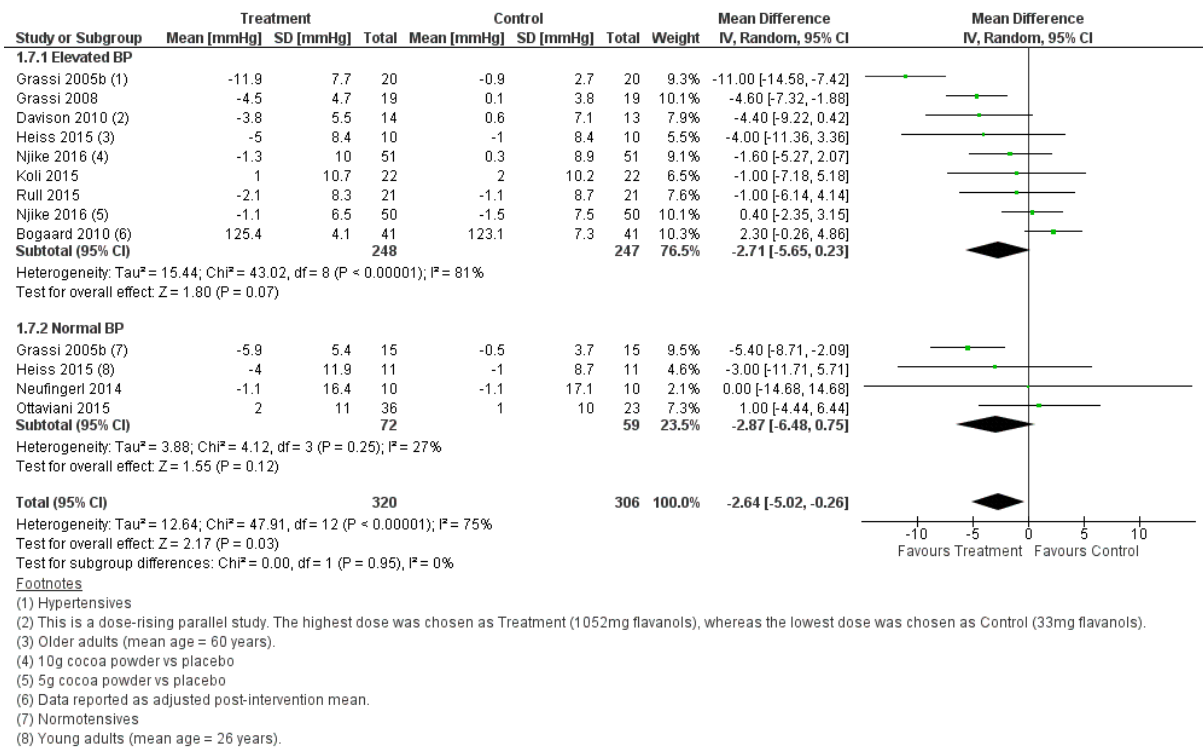 Treatment Control Mean Difference Mean Difference
Study or Subgroup Mean [mmHg] SD [mmHg] Total Mean [mmHg] SD [mmHg] Total Weight IV, Random, 95% CI IV, Random, 95% CI
1.7.1 Elevated BP
Grassi 2005b (1) -11.9 7.7 20 -0.9 2.7 20 9.3% -11.00 [-14.58, -7.42]
Grassi 2008 -4.5 4.7 19 0.1 3.8 19 10.1% -4.60 [-7.32, -1.88]
Davison 2010 (2) -3.8 5.5 14 0.6 7.1 13 7.9% -4.40 [-9.22, 0.42]
Heiss 2015 (3) -5 8.4 10 -1 8.4 10 5.5% -4.00 [-11.36, 3.36]
Njike 2016 (4) -1.3 10 51 0.3 8.9 51 9.1% -1.60 [-5.27, 2.07]
Koli 2015 1 10.7 22 2 10.2 22 7.0% -1.00 [-7.18, 5.18]
Rull 2015 -2.1 8.3 21 -1.1 8.7 21 7.6% -1.00 [-6.14, 4.14]
Njike 2016 (5) -1.1 6.5 50 -1.5 7.5 50 10.1% 0.40 [-2.35, 3.15]
Bogaard 2010 (6) 125.4 4.1 41 123.1 7.3 41 10.3% 2.30 [-0.26, 4.86]
Subtotal (95% CI) 248 247 76.5% -2.71 [-5.65, 0.23]
Heterogeneity: Tau² = 15.44; Chi² = 43.02, df = 8 (P < 0.00001); I² = 81%
Test for overall effect: Z = 1.80 (P = 0.07)
1.7.2 Normal BP
Grassi 2005b (7) -5.9 5.4 15 -0.5 3.7 15 9.5% -5.40 [-8.71, -2.09]
Heiss 2015 (8) -4 11.9 11 -1 8.7 11 4.6% -3.00 [-11.71, 5.71]
Neufingerl 2014 -1.1 16.4 10 -1.1 17.1 10 2.1% 0.00 [-14.68, 14.68]
Ottaviani 2015 2 11 36 1 10 23 7.3% 1.00 [-4.44, 6.44]
Subtotal (95% CI) 72 59 23.5% -2.87 [-6.48, 0.75]
Heterogeneity: Tau² = 3.88; Chi² = 4.12, df = 3 (P = 0.25); I² = 27%
Test for overall effect: Z = 1.55 (P = 0.12)
Total (95% CI) 320 306 100.0% -2.64 [-5.02, -0.26]
Heterogeneity: Tau² = 12.64; Chi² = 47.91, df = 12 (P < 0.00001); I² = 75%
Test for overall effect: Z = 2.17 (P = 0.03)
Test for subgroup differences: Chi² = 0.00, df = 1 (P = 0.95), I² = 0%
-10 -5 0 5 10
Favours Treatment Favours Control
Footnotes
(1) Hypertensives
(2) This is a dose-rising parallel study. The highest dose was chosen as Treatment (1052mg flavanols), whereas the lowest dose was chosen as Control (33mg flavanols).
(3) Older adults (mean age = 60 years).
(4) 10g cocoa powder vs placebo
(5) 5g cocoa powder vs placebo
(6) Data reported as adjusted post-intervention mean.
(7) Normotensives
(8) Young adults (mean age = 26 years).